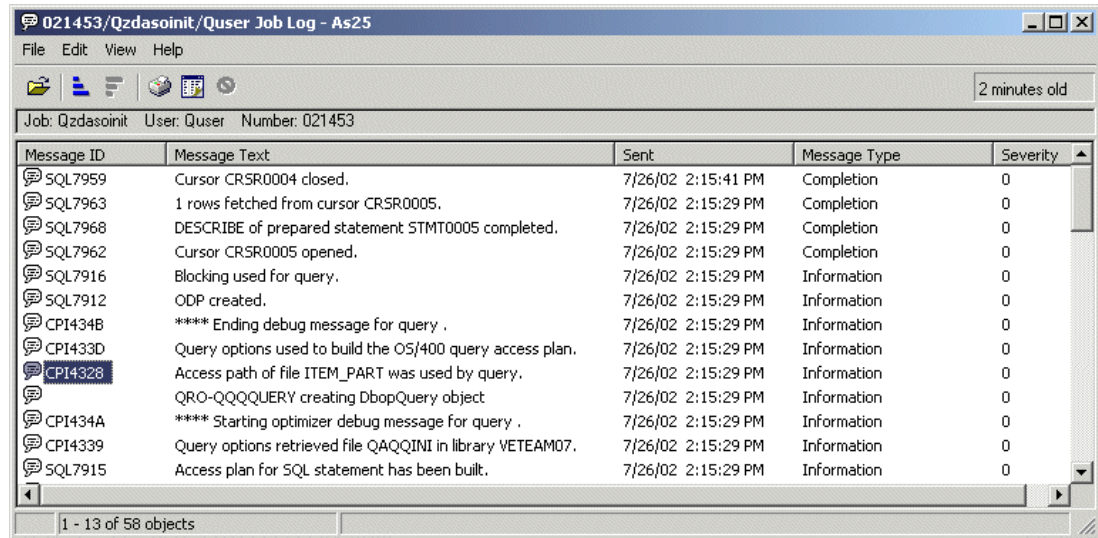 021453/Qzdasoinit/Quser Job Log - As25
File Edit View Help
2 minutes old
Job: Qzdasoinit User: Quser Number: 021453
Message ID Message Text Sent Message Type Severity
SQL7959 Cursor CRSR0004 closed. 7/26/02 2:15:41 PM Completion 0
SQL7963 1 rows fetched from cursor CRSR0005. 7/26/02 2:15:29 PM Completion 0
SQL7968 DESCRIBE of prepared statement STMT0005 completed. 7/26/02 2:15:29 PM Completion 0
SQL7962 Cursor CRSR0005 opened. 7/26/02 2:15:29 PM Completion 0
SQL7916 Blocking used for query. 7/26/02 2:15:29 PM Information 0
SQL7912 ODP created. 7/26/02 2:15:29 PM Information 0
CPI434B **** Ending debug message for query . 7/26/02 2:15:29 PM Information 0
CPI433D Query options used to build the OS/400 query access plan. 7/26/02 2:15:29 PM Information 0
CPI4328 Access path of file ITEM_PART was used by query. 7/26/02 2:15:29 PM Information 0
QRO-QQQQUERY creating DbopQuery object 7/26/02 2:15:29 PM Information 0
CPI434A **** Starting optimizer debug message for query . 7/26/02 2:15:29 PM Information 0
CPI4339 Query options retrieved file QAQQINI in library VETEAM07. 7/26/02 2:15:29 PM Information 0
SQL7915 Access plan for SQL statement has been built. 7/26/02 2:15:29 PM Information 0
1 - 13 of 58 objects